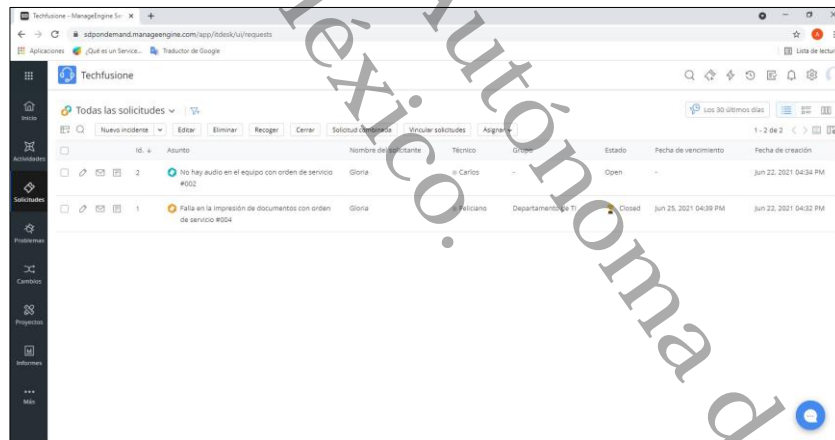 Techfusione - ManageEngine Ser
sdpondemand.manageengine.com/app/itdesk/ui/requests
Aplicaciones ¿Qué es un Service... Traductor de Google Lista de lectura
Techfusione
Inicio
Actividades
Solicitudes
Problemas
Cambios
Proyectos
Informes
Más
Todas las solicitudes Los 30 últimos días
Nuevo incidente Editar Eliminar Recoger Cerrar Solicitud combinada Vincular solicitudes Asignar 1 - 2 de 2
Id. Asunto Nombre del solicitante Técnico Grupo Estado Fecha de vencimiento Fecha de creación
2 No hay audio en el equipo con orden de servicio Gloria Carlos - Open - Jun 22, 2021 04:34 PM
#002
1 Falla en la impresión de documentos con orden Gloria Feliciano Departamento de TI Closed Jun 25, 2021 04:39 PM Jun 22, 2021 04:32 PM
de servicio #004
Autónoma d
éxico.